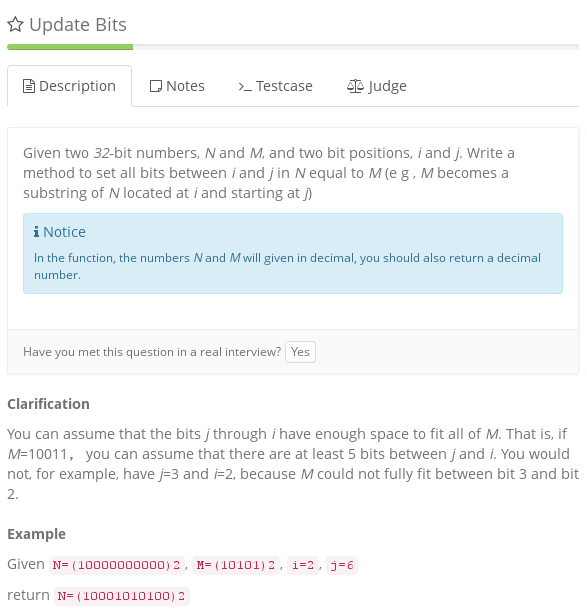 Update Bits
Description Notes >_ Testcase Judge
Given two 32-bit numbers, N and M, and two bit positions, i and j. Write a
method to set all bits between i and j in N equal to M (e g , M becomes a
substring of N located at i and starting at j)
Notice
In the function, the numbers N and M will given in decimal, you should also return a decimal
number.
Have you met this question in a real interview? Yes
Clarification
You can assume that the bits j through i have enough space to fit all of M. That is, if
M=10011， you can assume that there are at least 5 bits between j and i. You would
not, for example, have j=3 and i=2, because M could not fully fit between bit 3 and bit
2.
Example
Given N=(10000000000)2, M=(10101)2, i=2, j=6
return N=(10001010100)2